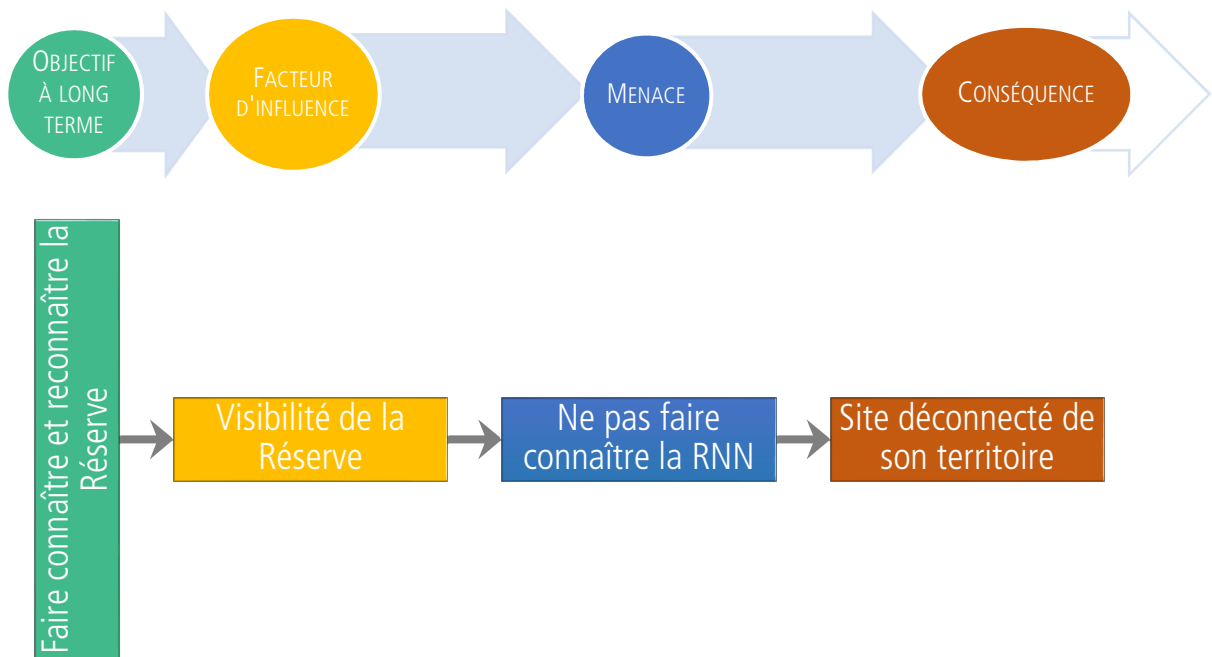 OBJECTIF
À LONG
TERME
FACTEUR
D'INFLUENCE
MENACE
CONSÉQUENCE
Faire connaître et reconnaître la
Réserve
Visibilité de la
Réserve
Ne pas faire
connaître la RNN
Site déconnecté de
son territoire